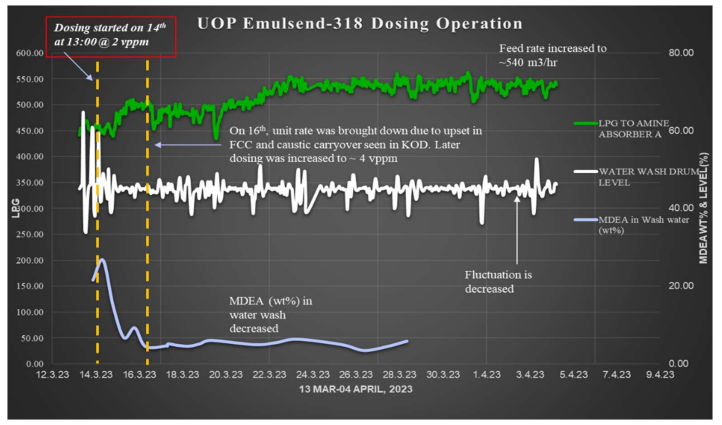 UOP Emulsend-318 Dosing Operation
Dosing started on 14th
at 13:00 @ 2 vppm
Feed rate increased to
~540 m3/hr
600.00
550.00
500.00
450.00
400.00
350.00
300.00
250.00
200.00
150.00
100.00
50.00
0.00
LPG
80.00
60.00
40.00
20.00
0.00
MDEA WT% & LEVEL(%)
LPG TO AMINE
ABSORBER A
On 16th, unit rate was brought down due to upset in
FCC and caustic carryover seen in KOD. Later
dosing was increased to ~ 4 vppm
WATER WASH DRUM
LEVEL
MDEA in Wash water
(wt%)
Fluctuation is
decreased
MDEA (wt%) in
water wash
decreased
12.3.23 14.3.23 16.3.23 18.3.23 20.3.23 22.3.23 24.3.23 26.3.23 28.3.23 30.3.23 1.4.23 3.4.23 5.4.23 7.4.23 9.4.23
13 MAR-04 APRIL, 2023